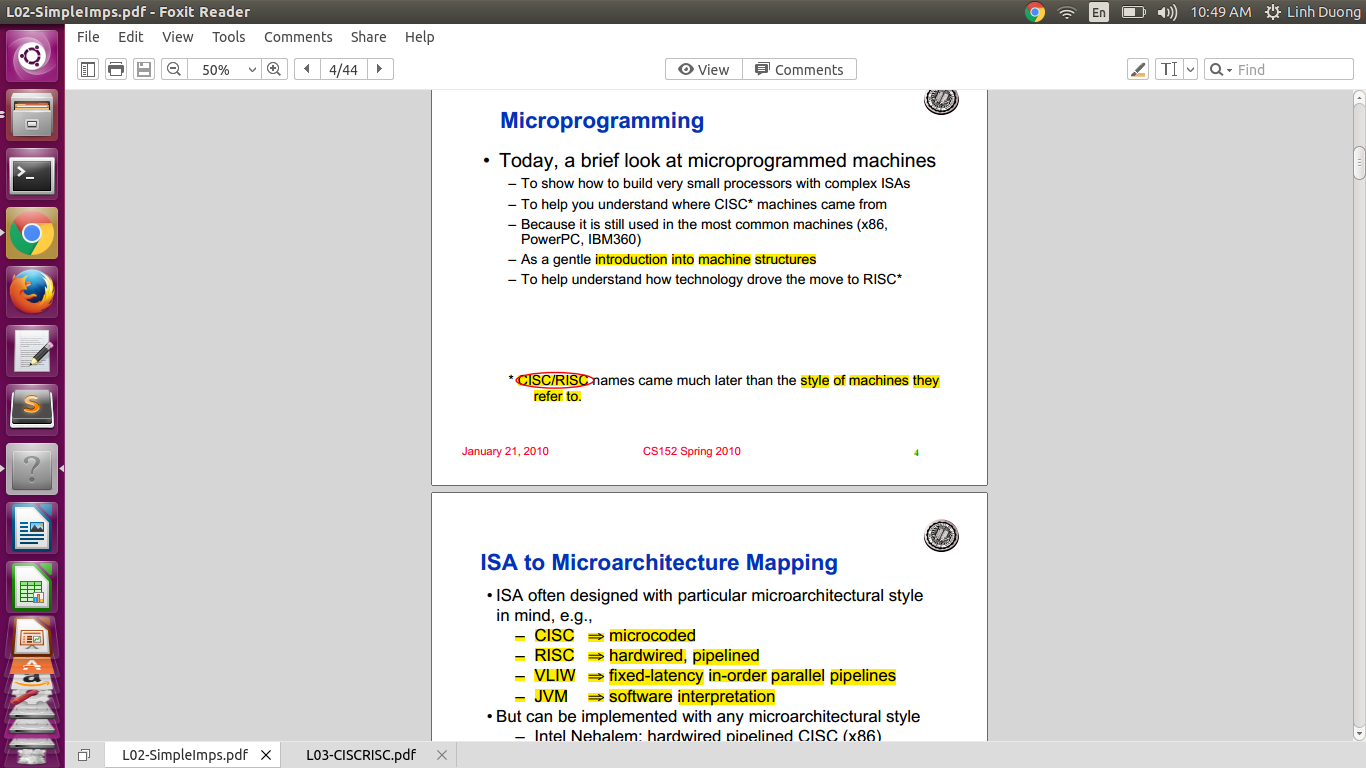 L02-SimpleImps.pdf - Foxit Reader
En
10:49 AM
Linh Duong
File Edit View Tools Comments Share Help
50%
4/44
View
Comments
Find
Microprogramming
• Today, a brief look at microprogrammed machines
– To show how to build very small processors with complex ISAs
– To help you understand where CISC* machines came from
– Because it is still used in the most common machines (x86,
PowerPC, IBM360)
– As a gentle introduction into machine structures
– To help understand how technology drove the move to RISC*
* CISC/RISC names came much later than the style of machines they
refer to.
January 21, 2010
CS152 Spring 2010
4
ISA to Microarchitecture Mapping
• ISA often designed with particular microarchitectural style
in mind, e.g.,
– CISC ⇒ microcoded
– RISC ⇒ hardwired, pipelined
– VLIW ⇒ fixed-latency in-order parallel pipelines
– JVM ⇒ software interpretation
• But can be implemented with any microarchitectural style
– Intel Nehalem: hardwired pipelined CISC (x86)
L02-SimpleImps.pdf
L03-CISCRISC.pdf